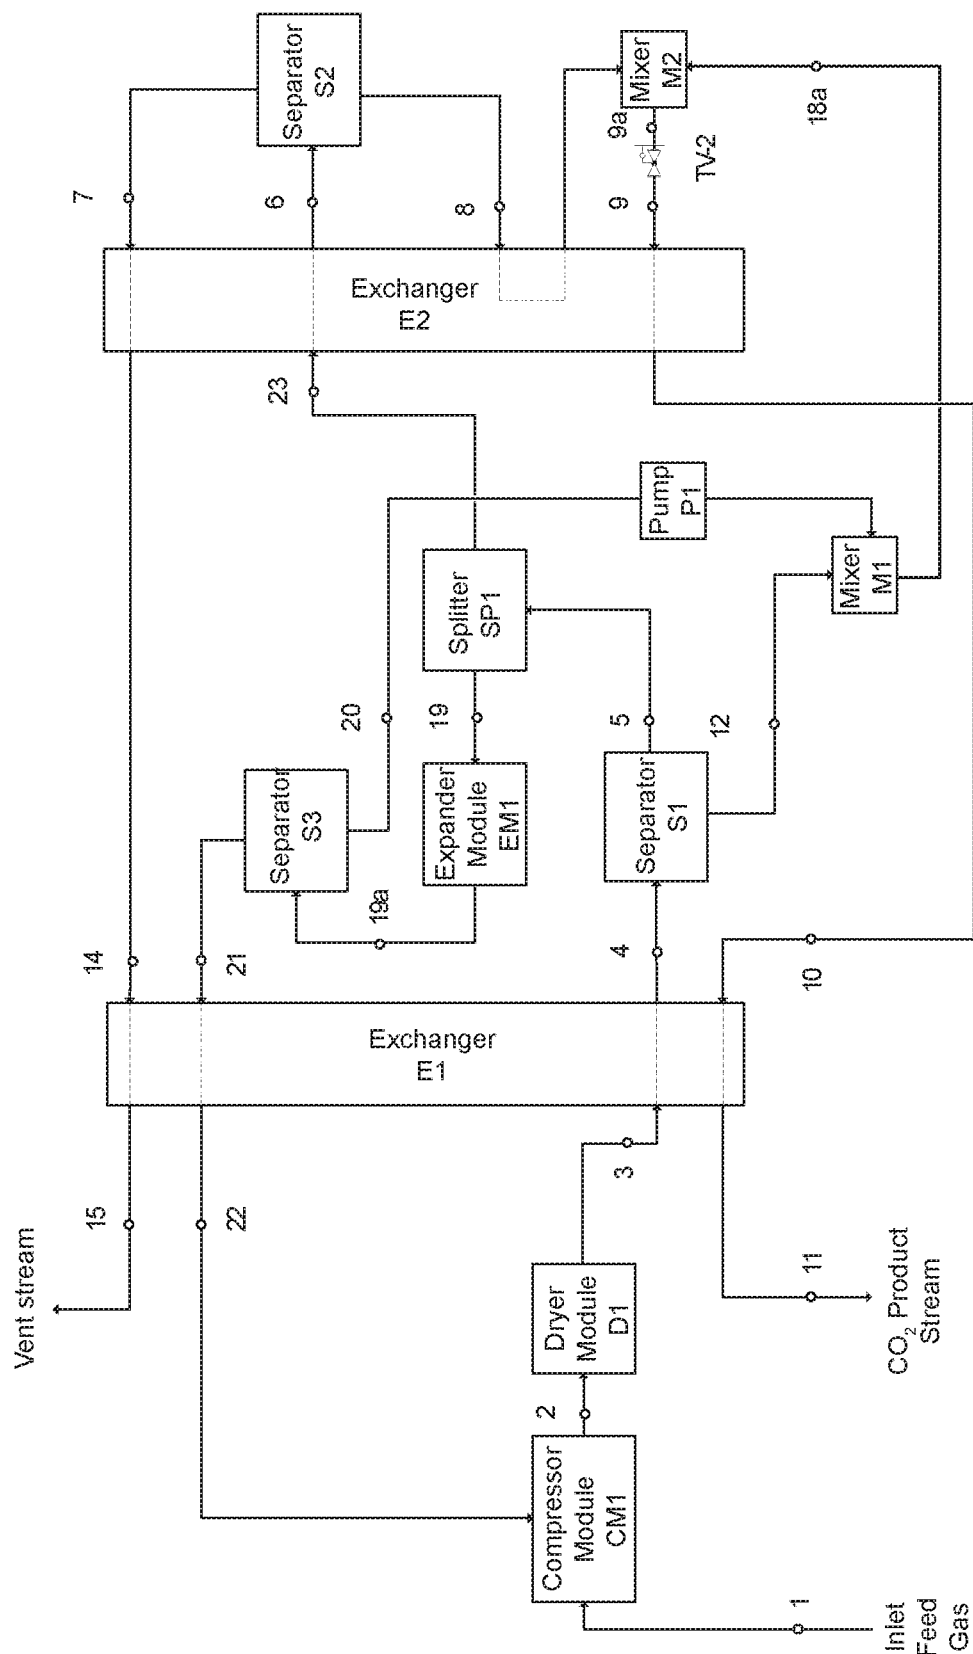 Separator
S2
Mixer
M2
7
6
8
9a
9
TV-2
18a
Exchanger
E2
23
Pump
P1
Splitter
SP1
Mixer
M1
20
19
5
12
Separator
S3
Expander
Module
EM1
Separator
S1
19a
14
21
4
10
Exchanger
E1
3
15
22
Vent stream
Dryer
Module
D1
11
CO₂ Product
Stream
2
Compressor
Module
CM1
1
Inlet
Feed
Gas